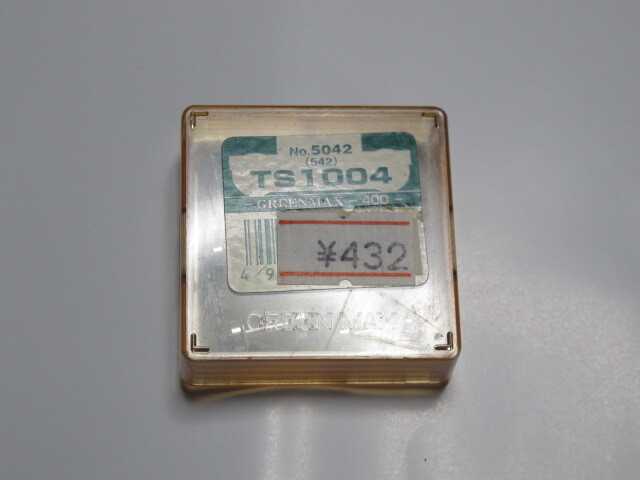 No.5042
(542)
TS1004
GREENMAX 400
¥432
4 9
GREENMAX